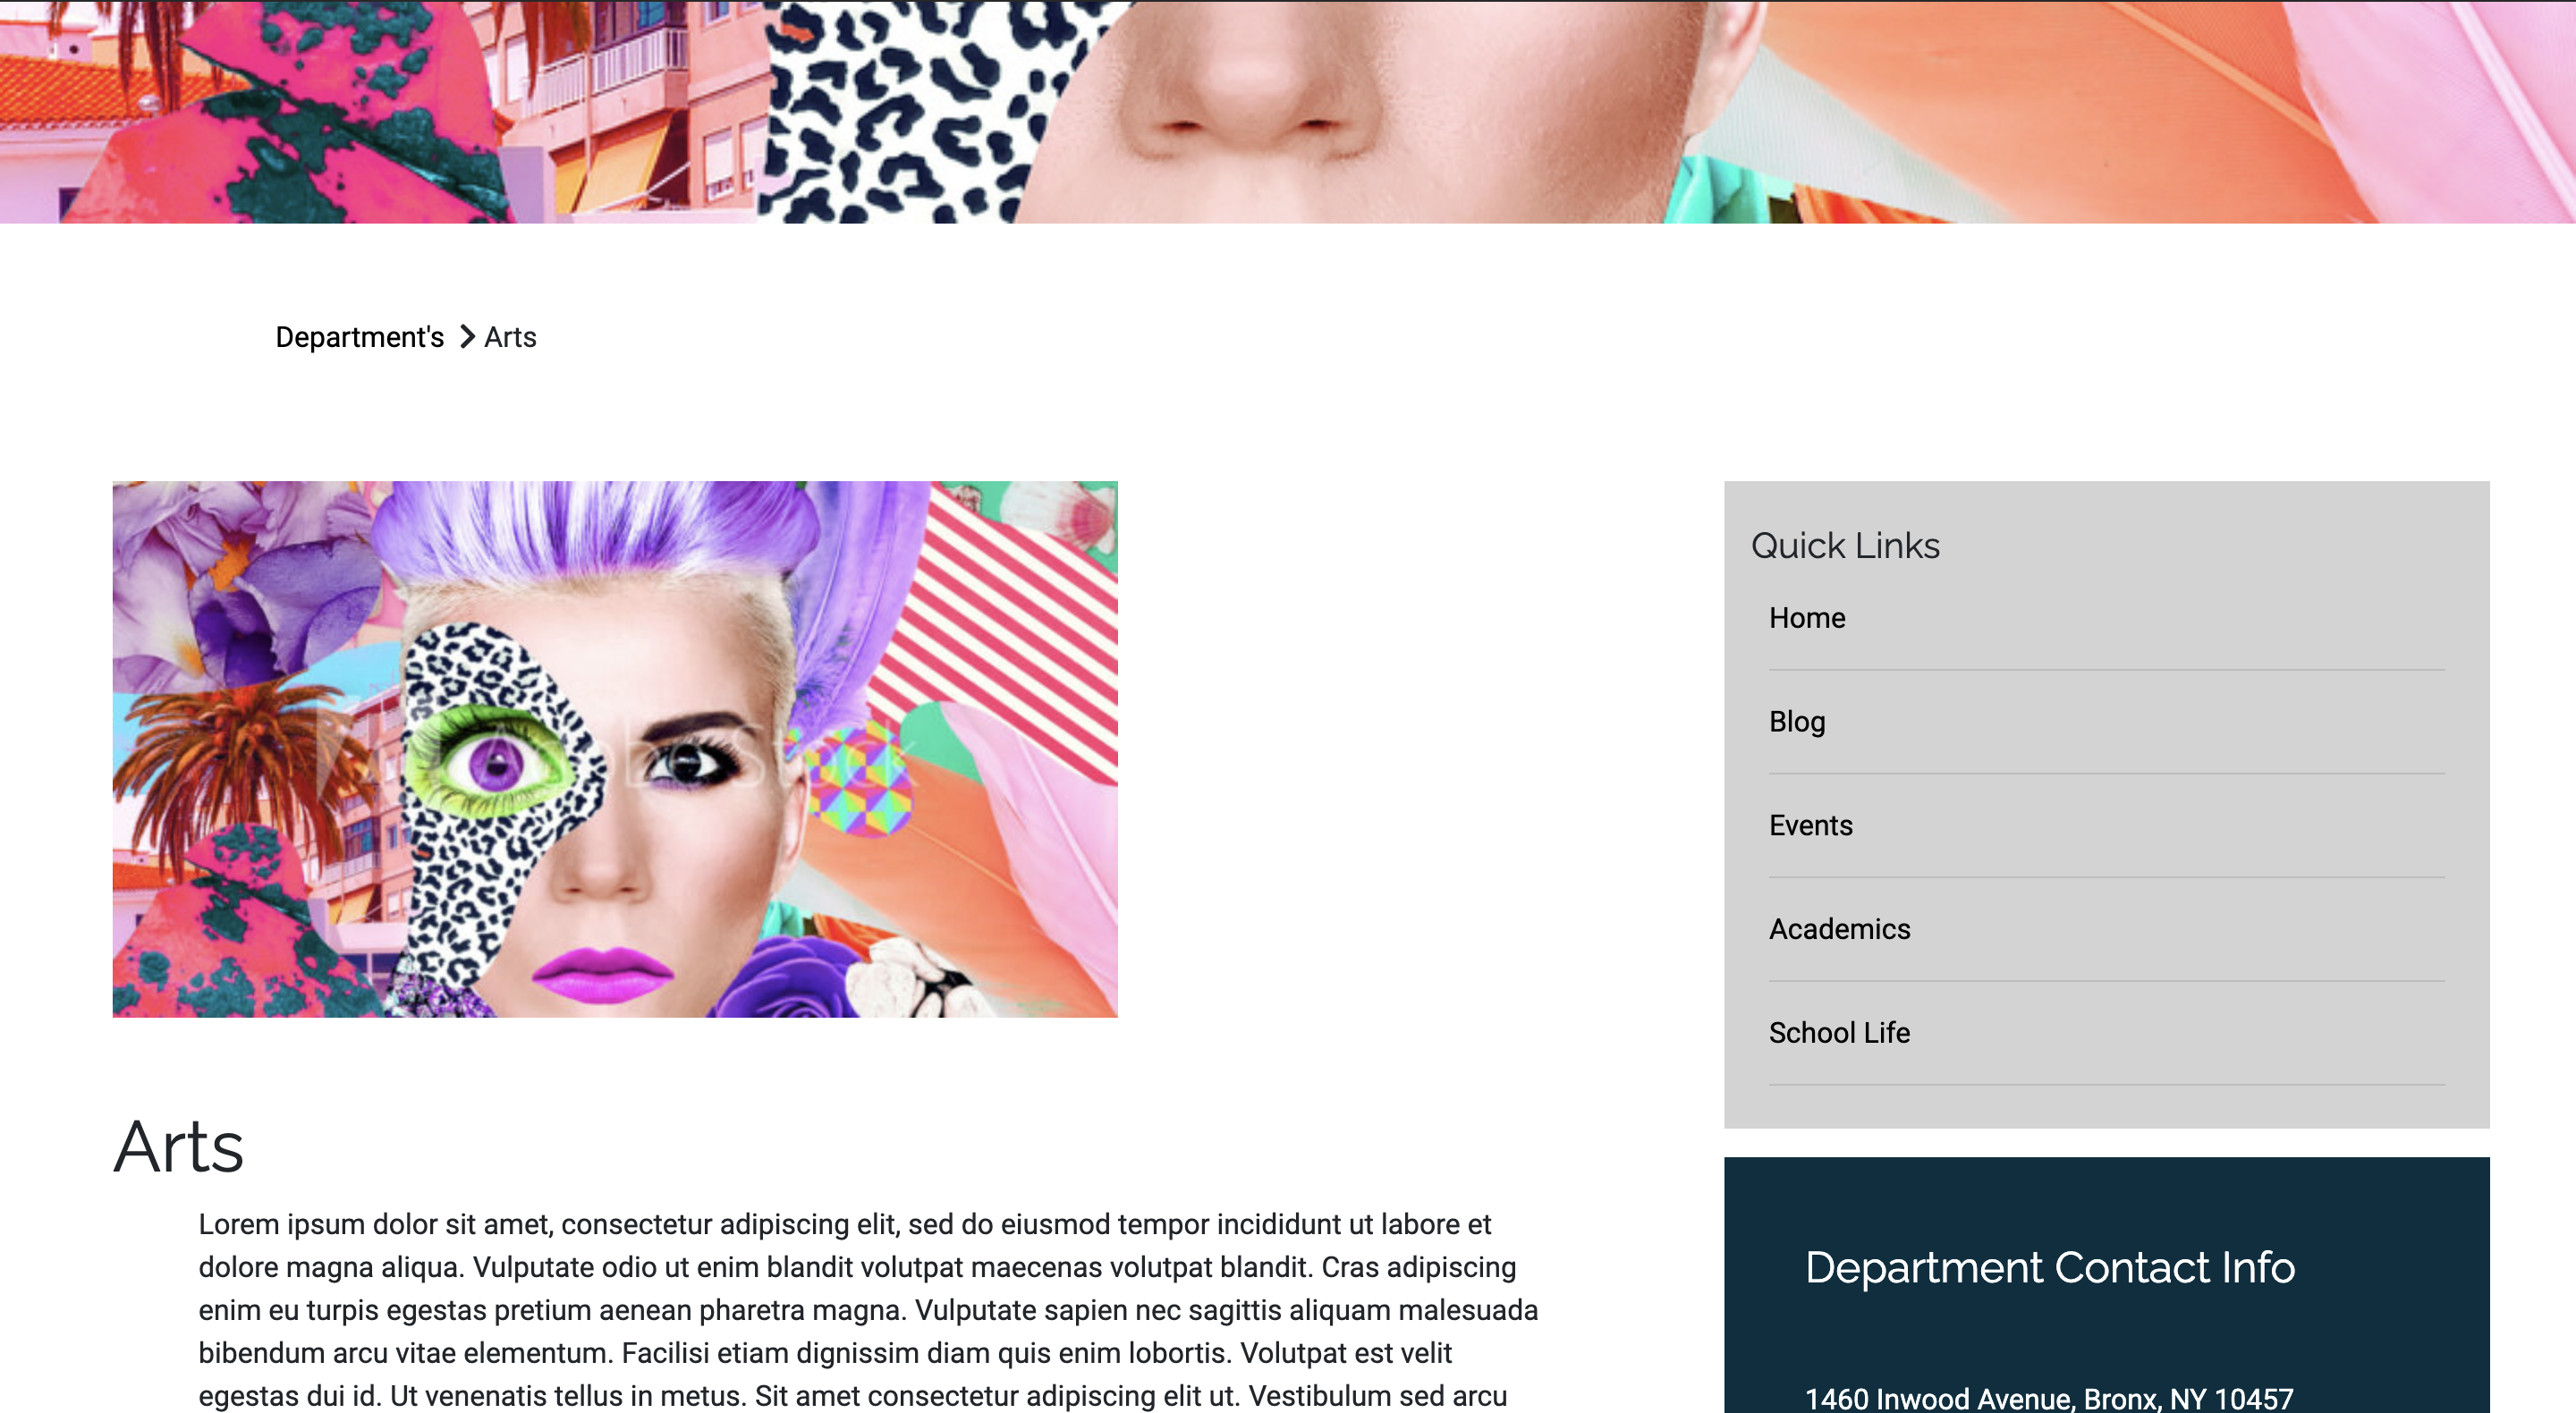 Department's > Arts
Adobe Stock
Arts
Lorem ipsum dolor sit amet, consectetur adipiscing elit, sed do eiusmod tempor incididunt ut labore et
dolore magna aliqua. Vulputate odio ut enim blandit volutpat maecenas volutpat blandit. Cras adipiscing
enim eu turpis egestas pretium aenean pharetra magna. Vulputate sapien nec sagittis aliquam malesuada
bibendum arcu vitae elementum. Facilisi etiam dignissim diam quis enim lobortis. Volutpat est velit
egestas dui id. Ut venenatis tellus in metus. Sit amet consectetur adipiscing elit ut. Vestibulum sed arcu
Quick Links
Home
Blog
Events
Academics
School Life
Department Contact Info
1460 Inwood Avenue, Bronx, NY 10457